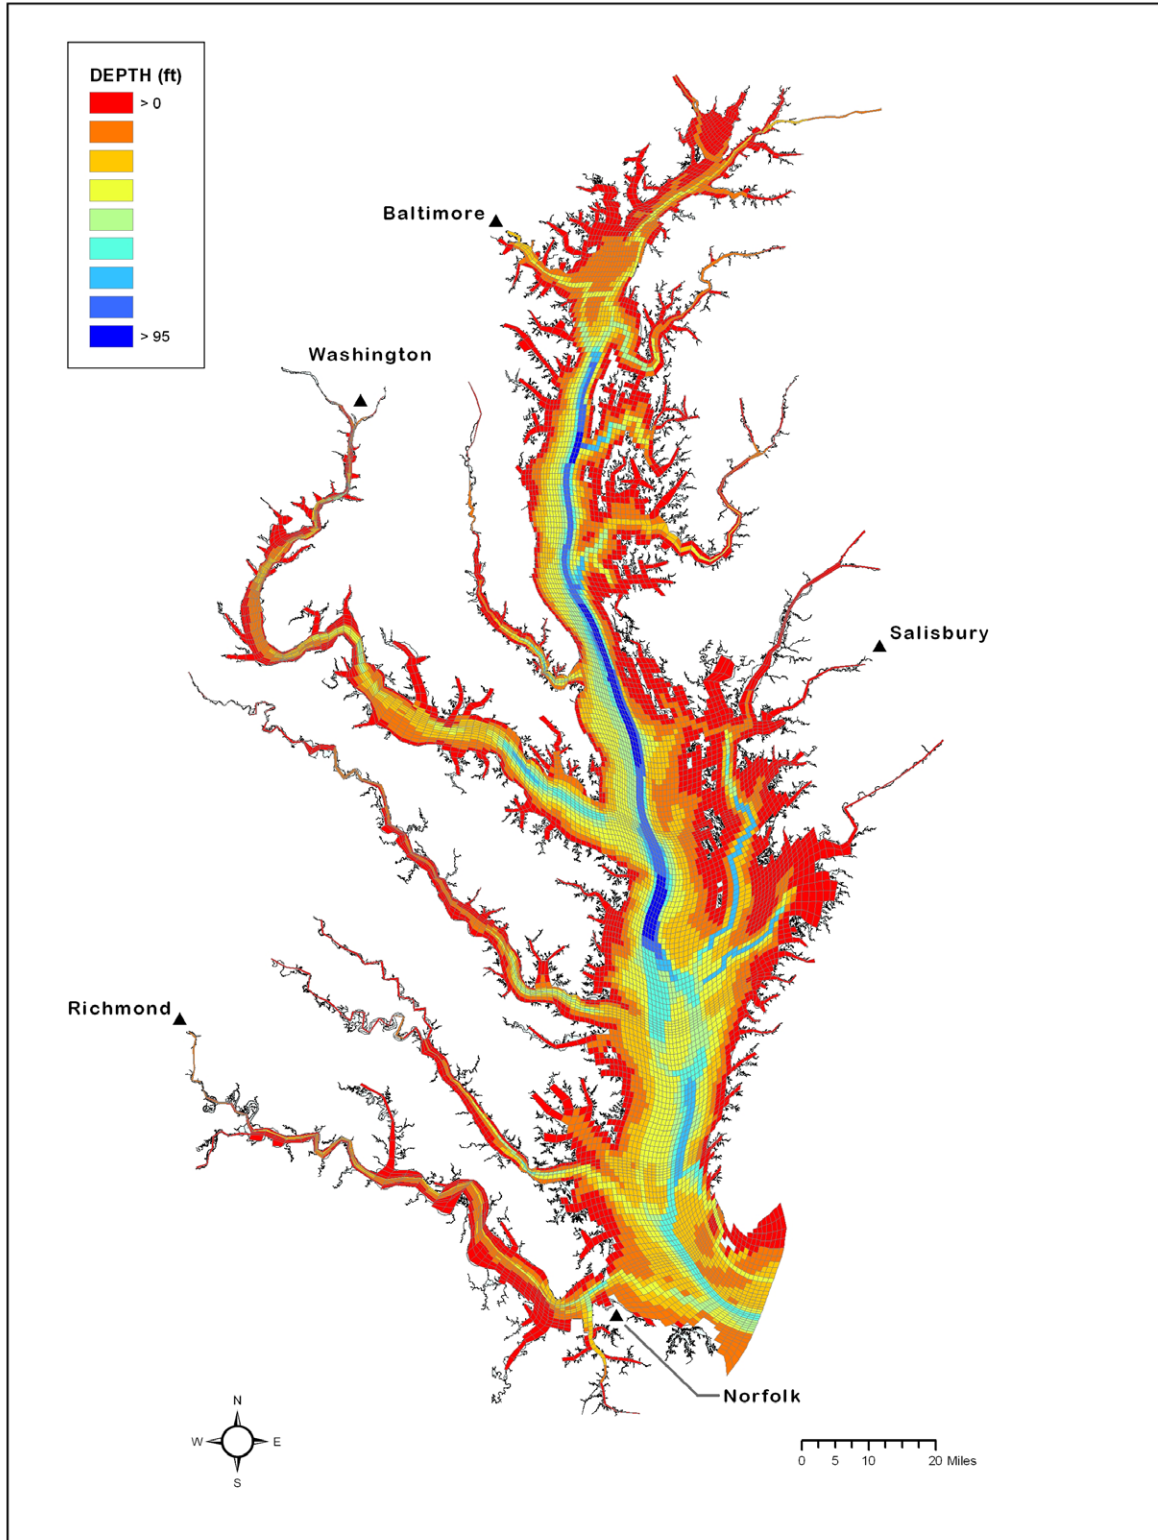 DEPTH (ft)
> 0
> 95
Baltimore
Washington
Salisbury
Richmond
Norfolk
N
W E
S
0 5 10 20 Miles